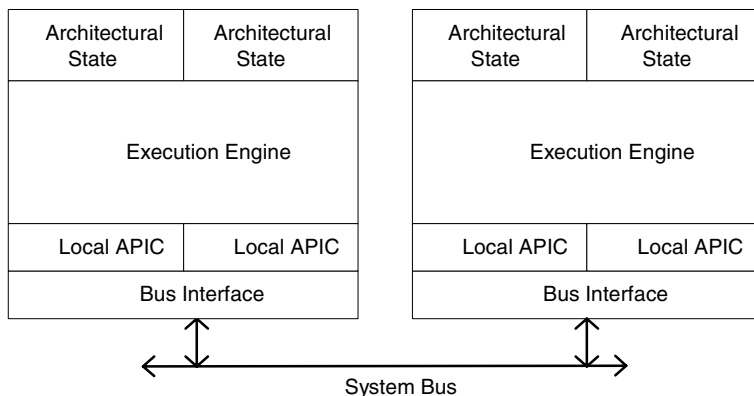 Architectural
State
Architectural
State
Execution Engine
Local APIC
Local APIC
Bus Interface
Architectural
State
Architectural
State
Execution Engine
Local APIC
Local APIC
Bus Interface
System Bus